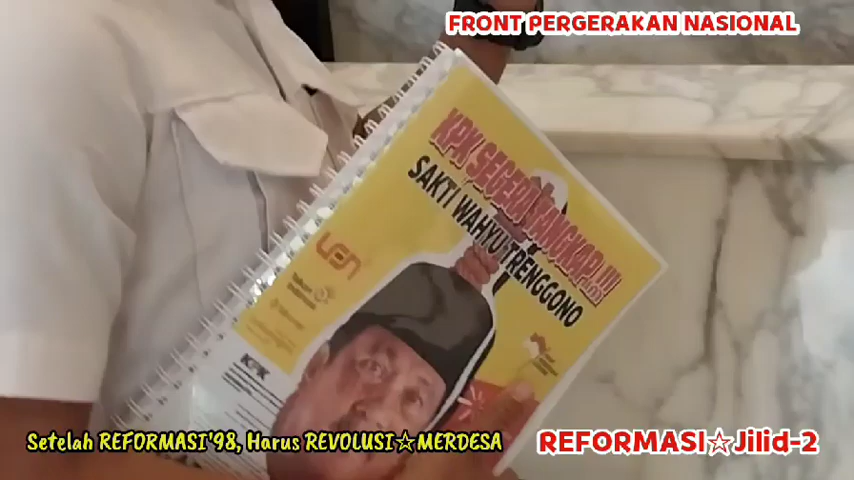 FRONT PERGERAKAN NASIONAL
KPK SEGERA TANGKAP!!!
SAKTI WAHYU TRENGGONO
KPK
Setelah REFORMASI'98, Harus REVOLUSI☆MERDESA
REFORMASI☆Jilid-2